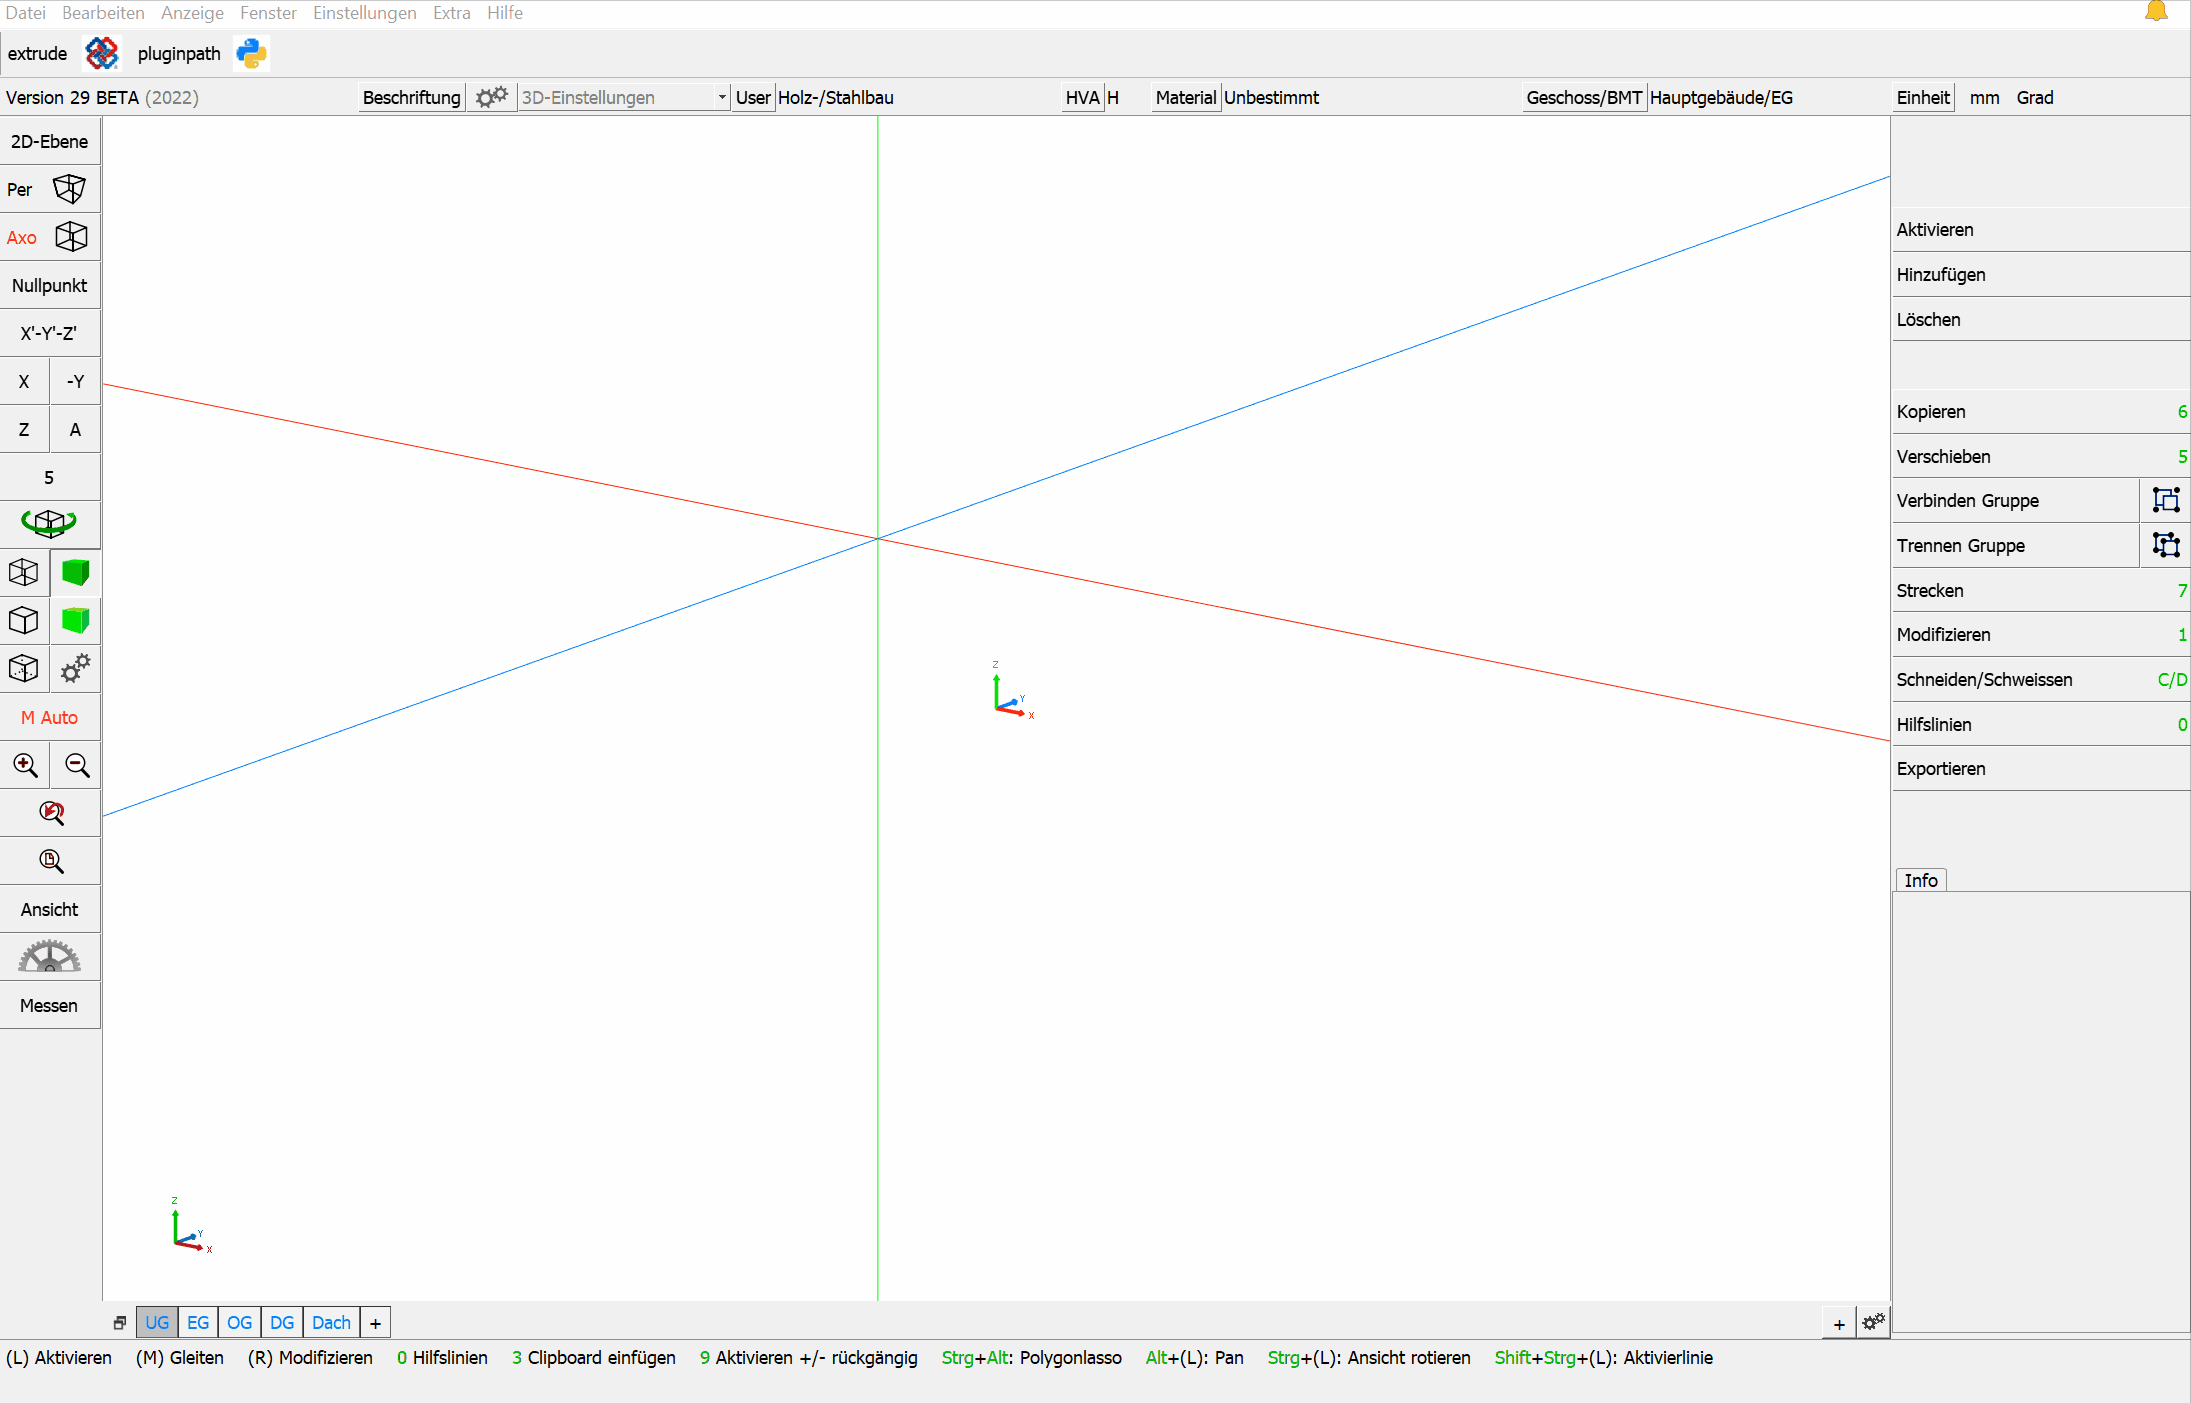 Datei Bearbeiten Anzeige Fenster Einstellungen Extra Hilfe
extrude pluginpath
Version 29 BETA (2022) Beschriftung 3D-Einstellungen User Holz-/Stahlbau HVA H Material Unbestimmt Geschoss/BMT Hauptgebäude/EG Einheit mm Grad
2D-Ebene
Per
Axo
Nullpunkt
X'-Y'-Z'
X -Y
Z A
5
M Auto
Ansicht
Messen
Z
Y
X
Z
Y
X
Aktivieren
Hinzufügen
Löschen
Kopieren 6
Verschieben 5
Verbinden Gruppe
Trennen Gruppe
Strecken 7
Modifizieren 1
Schneiden/Schweissen C/D
Hilfslinien 0
Exportieren
Info
UG EG OG DG Dach + +
(L) Aktivieren (M) Gleiten (R) Modifizieren 0 Hilfslinien 3 Clipboard einfügen 9 Aktivieren +/- rückgängig Strg+Alt: Polygonlasso Alt+(L): Pan Strg+(L): Ansicht rotieren Shift+Strg+(L): Aktivierlinie